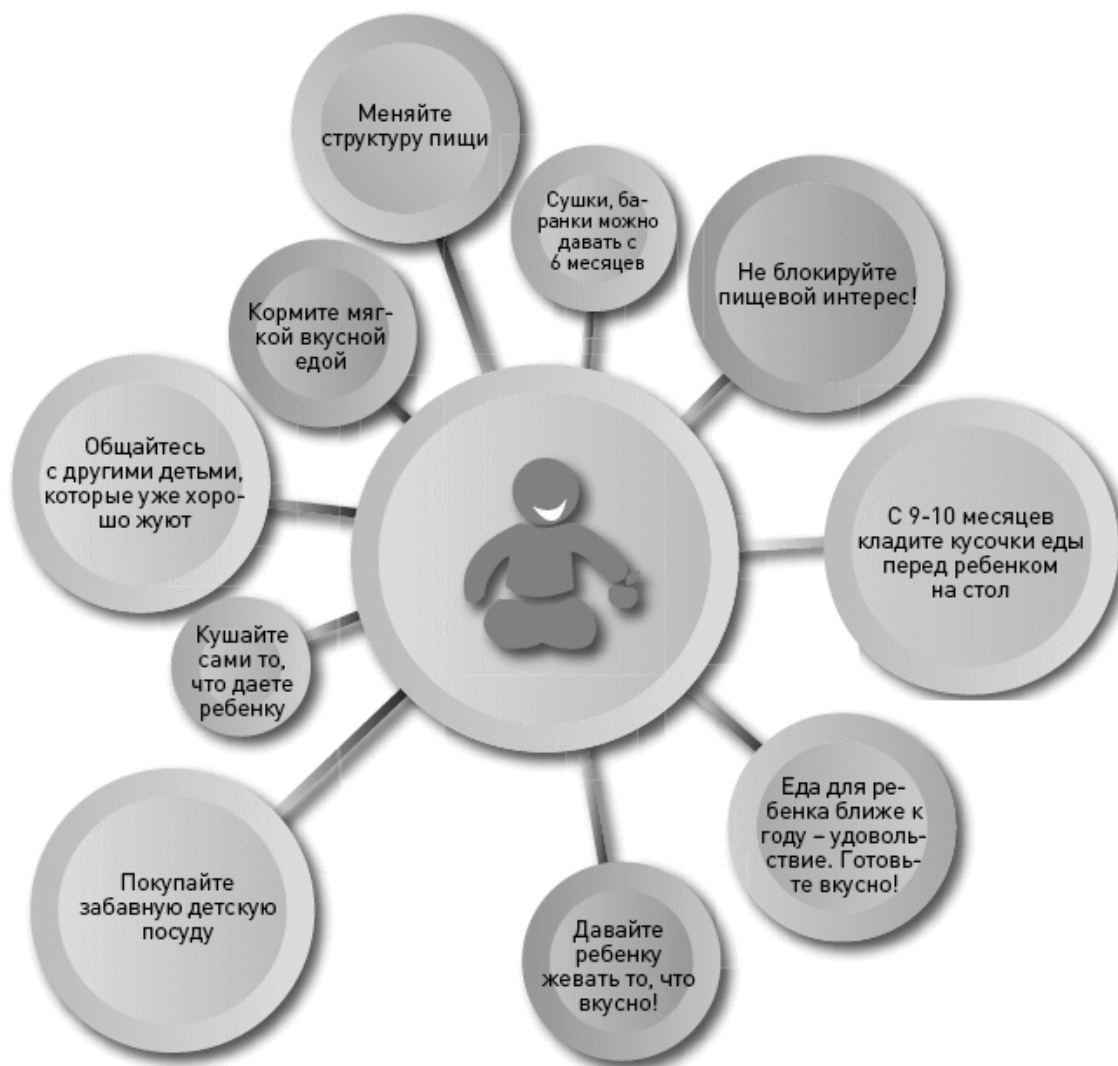 Меняйте
структуру пищи
Сушки, ба-
ранки можно
давать с
6 месяцев
Не блокируйте
пищевой интерес!
Кормите мяг-
кой вкусной
едой
Общайтесь
с другими детьми,
которые уже хоро-
шо жуют
С 9-10 месяцев
кладите кусочки еды
перед ребенком
на стол
Кушайте
сами то,
что даете
ребенку
Еда для ре-
бенка ближе к
году – удоволь-
ствие. Готовь-
те вкусно!
Покупайте
забавную детскую
посуду
Давайте
ребенку
жевать то, что
вкусно!